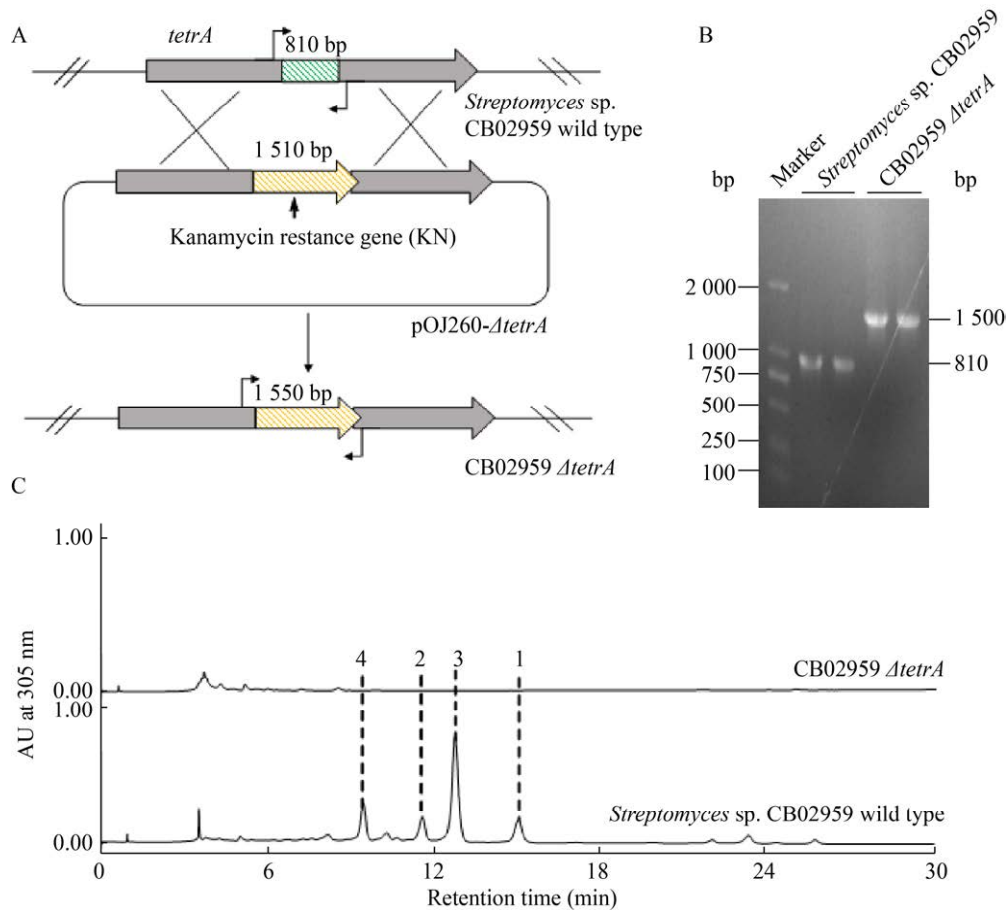 A
tetrA
810 bp
Streptomyces sp.
CB02959 wild type
1 510 bp
Kanamycin restance gene (KN)
pOJ260-ΔtetrA
1 550 bp
CB02959 ΔtetrA
B
bp
Marker
Streptomyces sp. CB02959
CB02959 ΔtetrA
bp
2 000
1 000
750
500
250
100
1 500
810
C
AU at 305 nm
1.00
0.00
1.00
0.00
4
2
3
1
CB02959 ΔtetrA
Streptomyces sp. CB02959 wild type
0
6
12
18
24
30
Retention time (min)